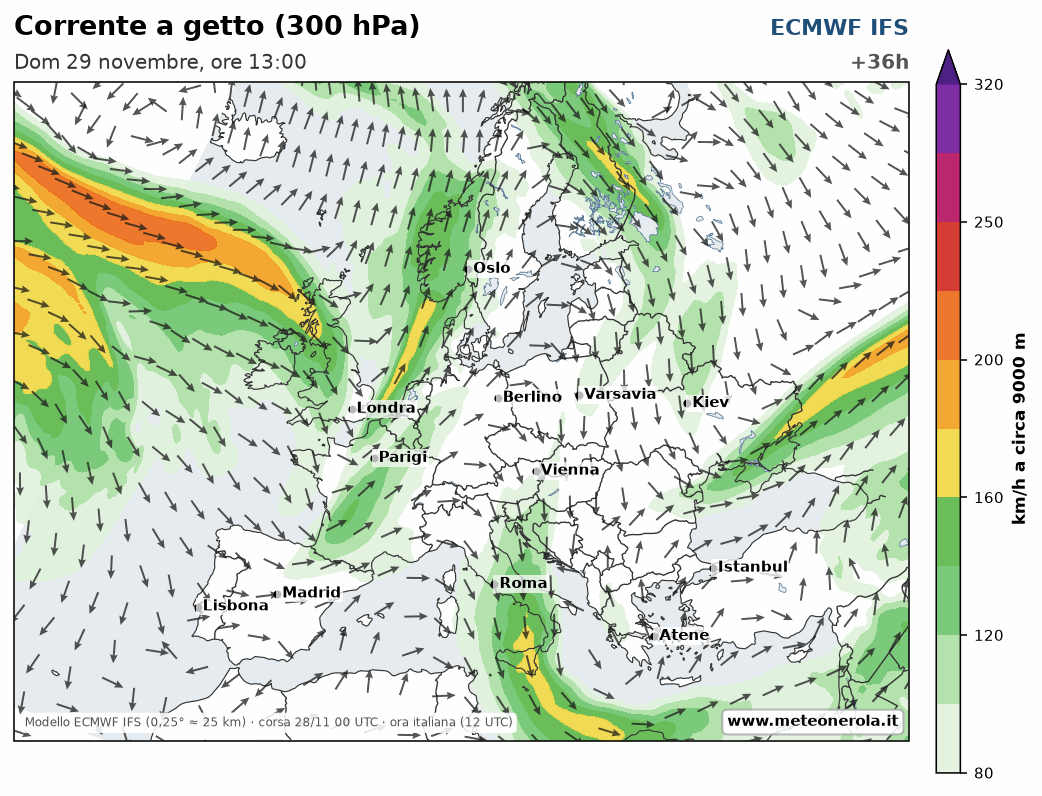 Corrente a getto (300 hPa)
ECMWF IFS
Dom 29 novembre, ore 13:00
+36h
320
250
200
160
120
80
km/h a circa 9000 m
Oslo
Londra
Berlino
Varsavia
Kiev
Parigi
Vienna
Istanbul
Roma
Madrid
Lisbona
Atene
Modello ECMWF IFS (0,25° ≈ 25 km) · corsa 28/11 00 UTC · ora italiana (12 UTC)
www.meteonerola.it